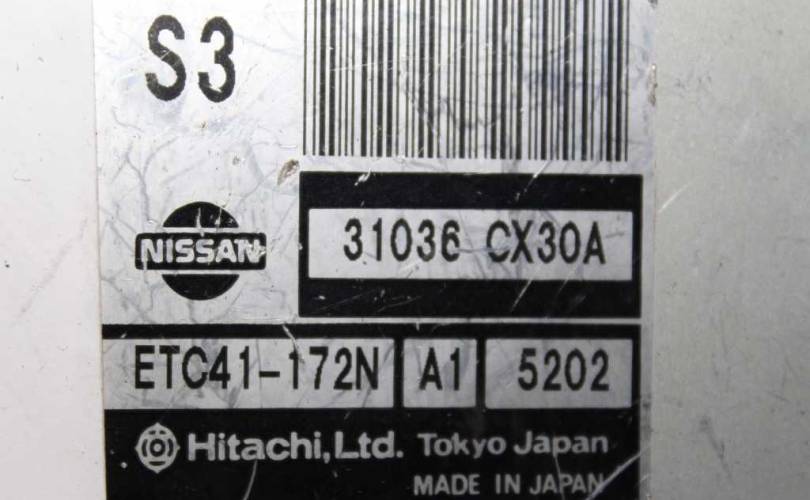 S3
NISSAN
31036 CX30A
ETC41-172N A1 5202
Hitachi,Ltd. Tokyo Japan
MADE IN JAPAN